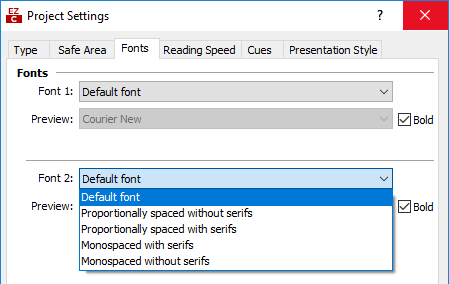 EZ
C
Project Settings
?
Type
Safe Area
Fonts
Reading Speed
Cues
Presentation Style
Fonts
Font 1:
Default font
Preview:
Courier New
Bold
Font 2:
Default font
Preview:
Bold
Default font
Proportionally spaced without serifs
Proportionally spaced with serifs
Monospaced with serifs
Monospaced without serifs